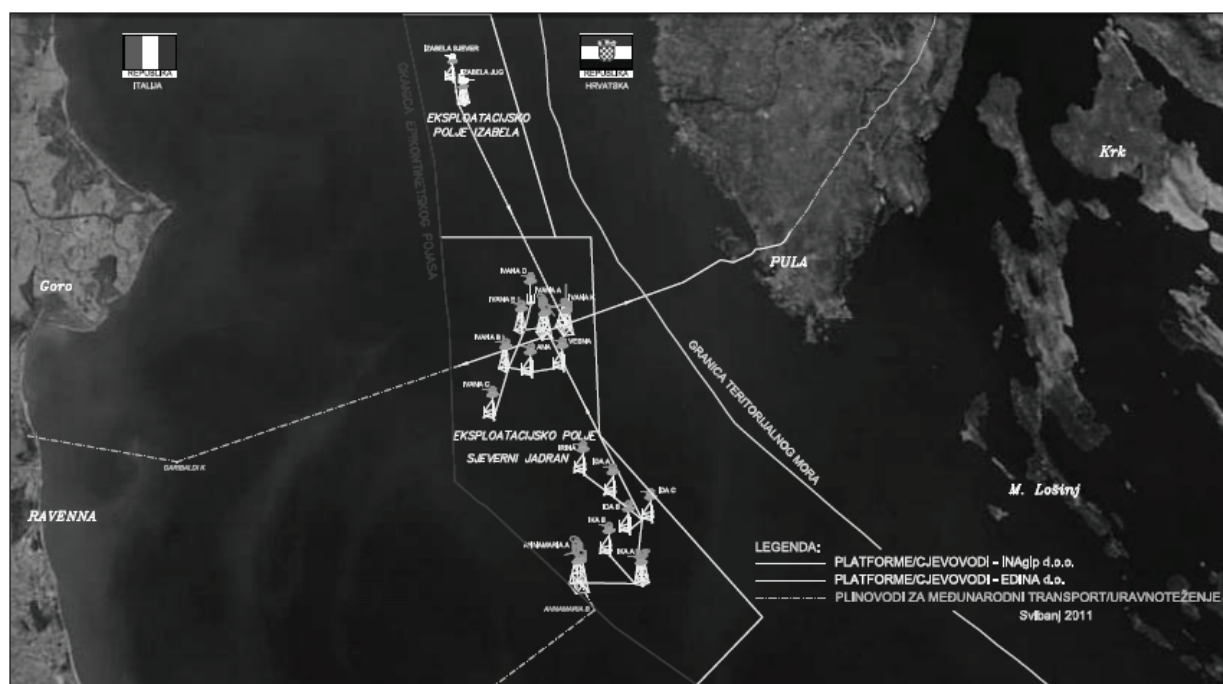 REPUBLIKA
ITALIJA
REPUBLIKA
HRVATSKA
IZABELA SJEVER
IZABELA JUG
EKSPLOATACIJSKO
POLJE IZABELA
GRANICA EPIKONTINETSKOG POJASA
Krk
PULA
Goro
IVANA D
IVANA A
IVANA E
IVANA K
IVANA B
ANA
VESNA
IVANA C
GRANICA TERITORIJALNOG MORA
EKSPLOATACIJSKO POLJE
SJEVERNI JADRAN
IRINA
IDA A
IDA C
IDA B
IKA B
ANNAMARIA A
IKA A
GARIBALDI K
RAVENNA
M. Lošinj
ANNAMARIA B
LEGENDA:
PLATFORME/CJEVOVODI - INAgip d.o.o.
PLATFORME/CJEVOVODI - EDINA d.o.
PLINOVODI ZA MEĐUNARODNI TRANSPORT/URAVNOTEŽENJE
Svibanj 2011